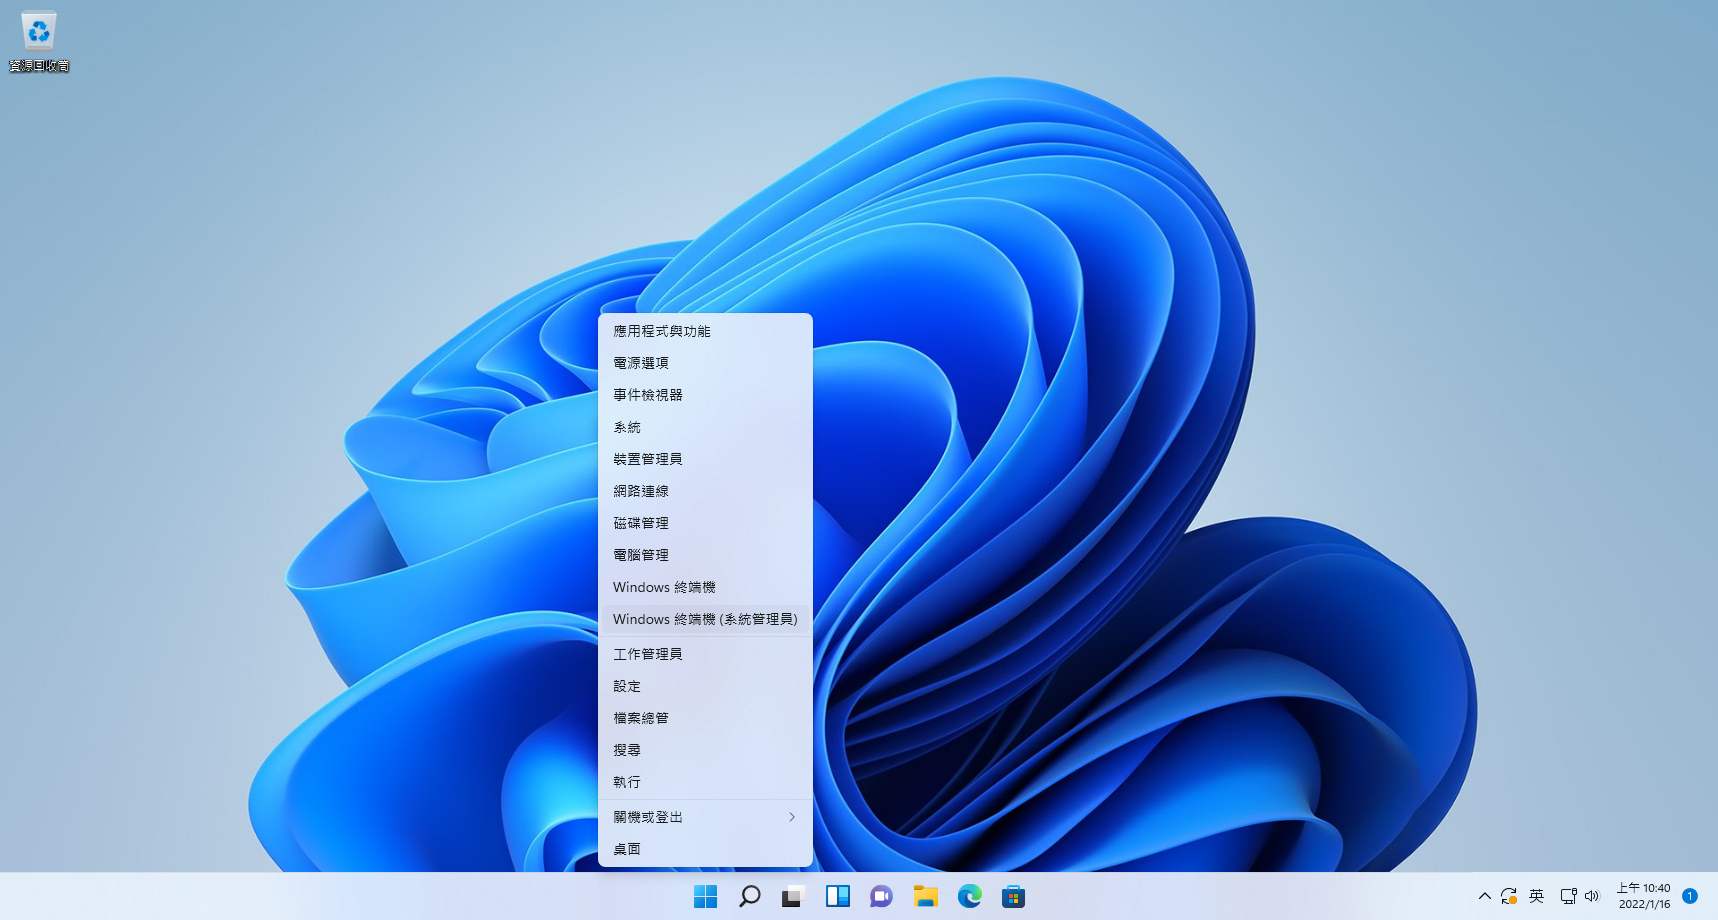 資源回收筒
應用程式與功能
電源選項
事件檢視器
系統
裝置管理員
網路連線
磁碟管理
電腦管理
Windows 終端機
Windows 終端機 (系統管理員)
工作管理員
設定
檔案總管
搜尋
執行
關機或登出
桌面
英
上午 10:40
2022/1/16
1